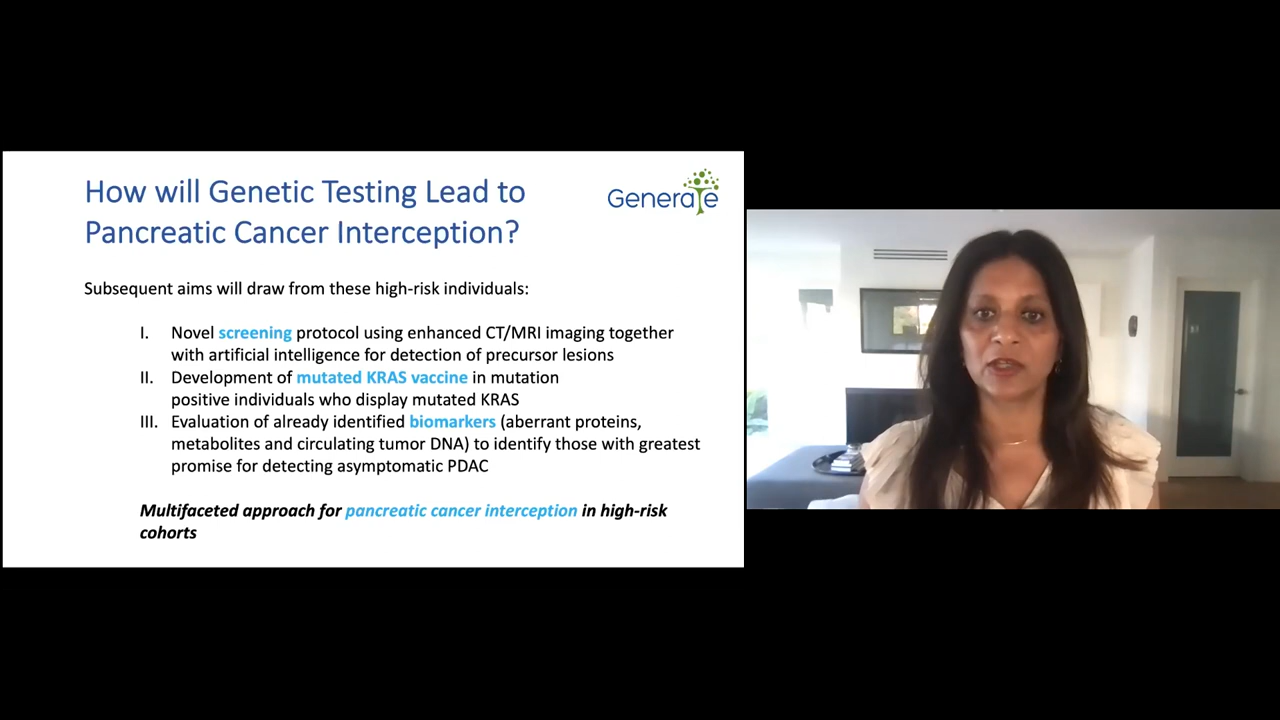 How will Genetic Testing Lead to
Pancreatic Cancer Interception?
GeneraTe
Subsequent aims will draw from these high-risk individuals:
I. Novel screening protocol using enhanced CT/MRI imaging together
with artificial intelligence for detection of precursor lesions
II. Development of mutated KRAS vaccine in mutation
positive individuals who display mutated KRAS
III. Evaluation of already identified biomarkers (aberrant proteins,
metabolites and circulating tumor DNA) to identify those with greatest
promise for detecting asymptomatic PDAC
Multifaceted approach for pancreatic cancer interception in high-risk
cohorts